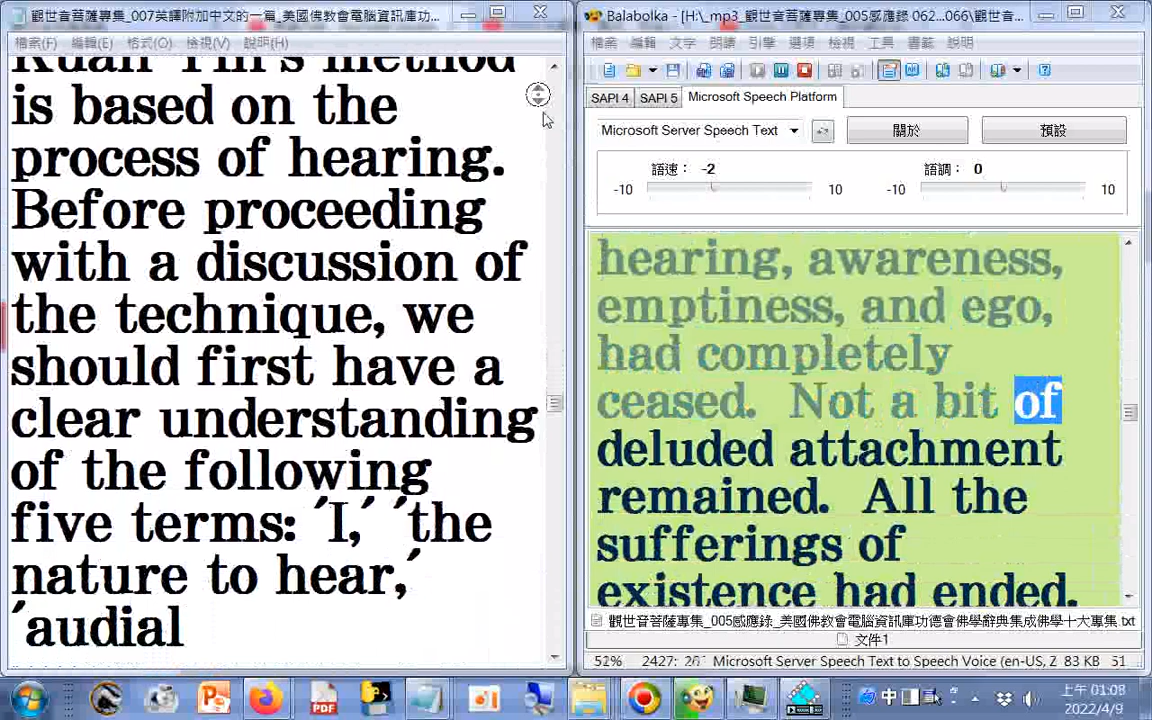 觀世音菩薩專集_007英譯附加中文的一篇_美國佛教會電腦資訊庫功...
檔案(F) 編輯(E) 格式(O) 檢視(V) 說明(H)
Kuan Yin's method
is based on the
process of hearing.
Before proceeding
with a discussion of
the technique, we
should first have a
clear understanding
of the following
five terms: 'I,' 'the
nature to hear,'
'audial
Balabolka - [H:\_mp3_觀世音菩薩專集_005感應錄 062...066\觀世音...
檔案 編輯 文字 朗讀 引擎 選項 檢視 工具 書籤 說明
SAPI 4 SAPI 5 Microsoft Speech Platform
Microsoft Server Speech Text 關於 預設
語速: -2 語調: 0
-10 10 -10 10
hearing, awareness,
emptiness, and ego,
had completely
ceased. Not a bit of
deluded attachment
remained. All the
sufferings of
existence had ended.
觀世音菩薩專集_005感應錄_美國佛教會電腦資訊庫功德會佛學辭典集成佛學十大專集 txt
文件1
51% 2427: Microsoft Server Speech Text to Speech Voice (en-US, Z 83 KB 51
中 上午 01:08
2022/4/9